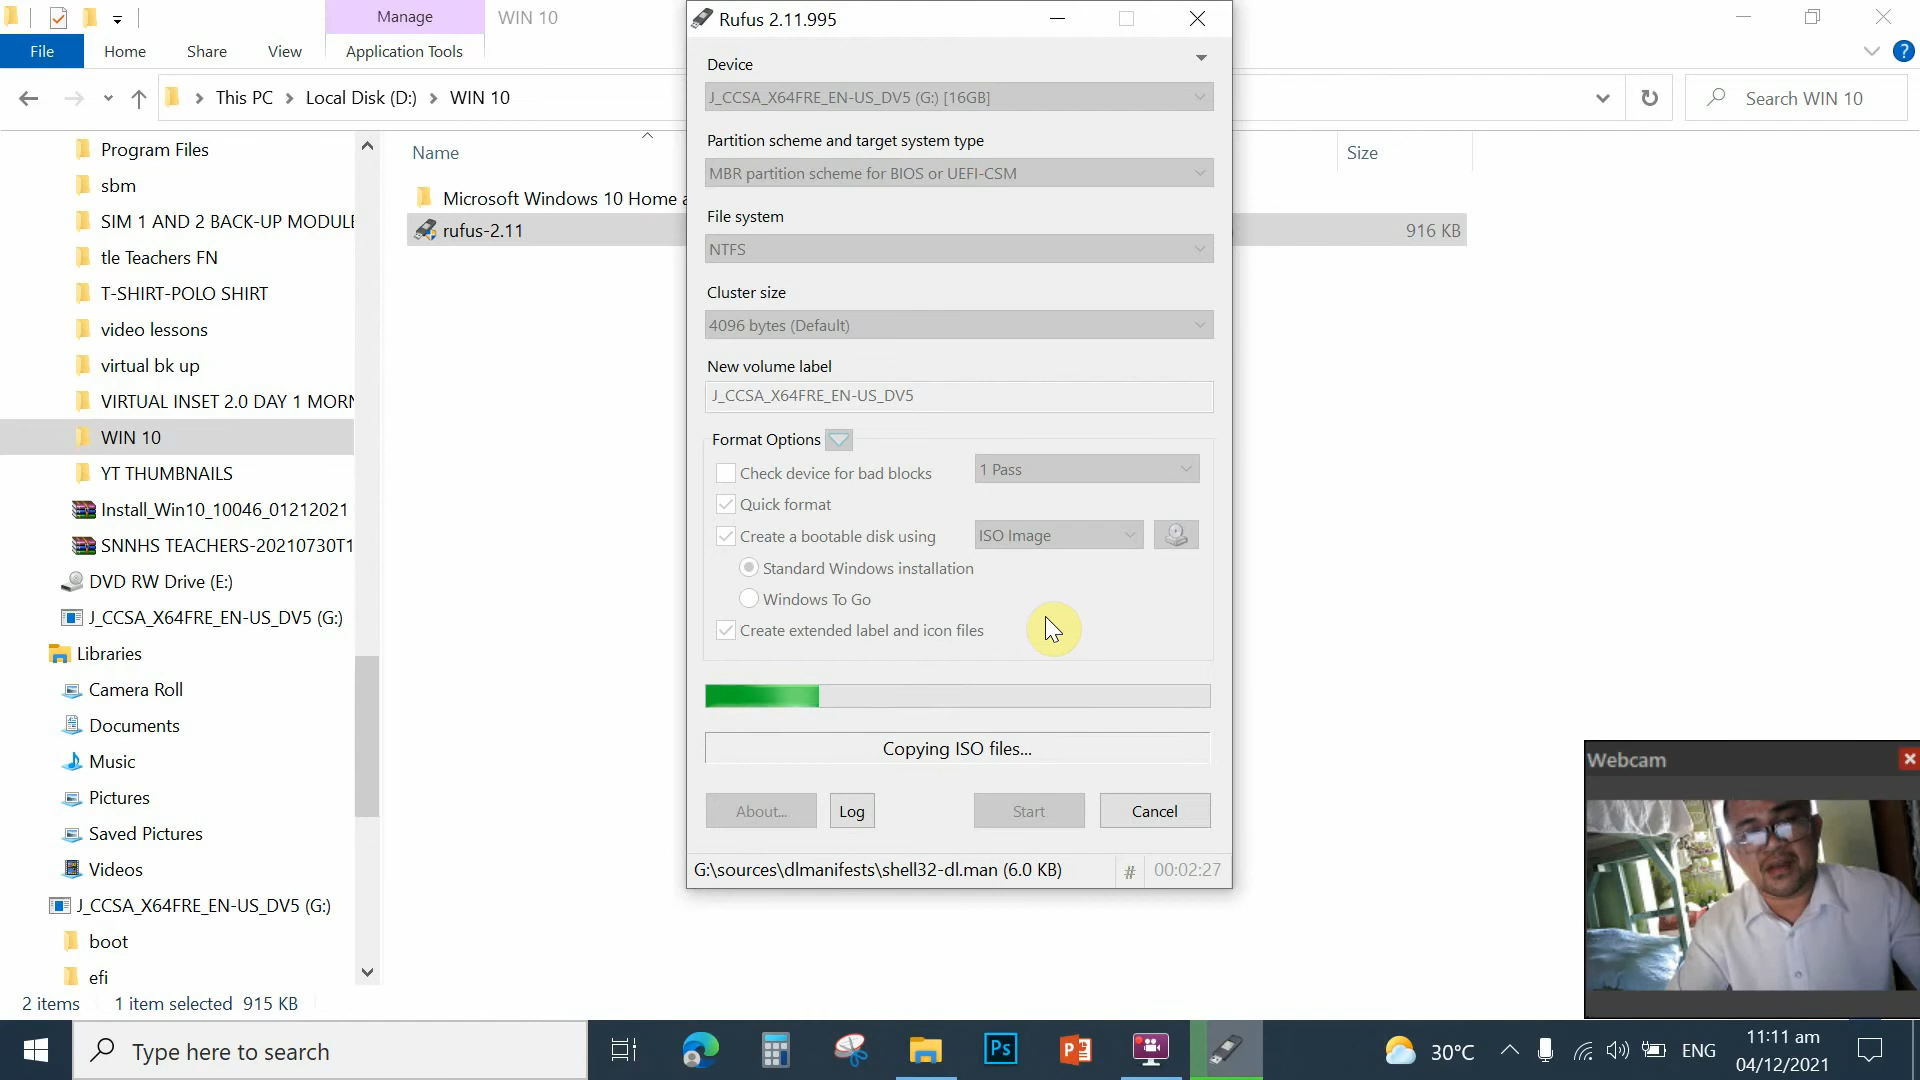 Manage
WIN 10
File
Home
Share
View
Application Tools
This PC
Local Disk (D:)
WIN 10
Search WIN 10
Program Files
sbm
SIM 1 AND 2 BACK-UP MODULE
tle Teachers FN
T-SHIRT-POLO SHIRT
video lessons
virtual bk up
VIRTUAL INSET 2.0 DAY 1 MORN
WIN 10
YT THUMBNAILS
Install_Win10_10046_01212021
SNNHS TEACHERS-20210730T1
DVD RW Drive (E:)
J_CCSA_X64FRE_EN-US_DV5 (G:)
Libraries
Camera Roll
Documents
Music
Pictures
Saved Pictures
Videos
J_CCSA_X64FRE_EN-US_DV5 (G:)
boot
efi
2 items
1 item selected 915 KB
Name
Size
Microsoft Windows 10 Home a
rufus-2.11
916 KB
Rufus 2.11.995
Device
J_CCSA_X64FRE_EN-US_DV5 (G:) [16GB]
Partition scheme and target system type
MBR partition scheme for BIOS or UEFI-CSM
File system
NTFS
Cluster size
4096 bytes (Default)
New volume label
J_CCSA_X64FRE_EN-US_DV5
Format Options
Check device for bad blocks
1 Pass
Quick format
Create a bootable disk using
ISO Image
Standard Windows installation
Windows To Go
Create extended label and icon files
Copying ISO files...
About...
Log
Start
Cancel
G:\sources\dlmanifests\shell32-dl.man (6.0 KB)
#
00:02:27
Webcam
Type here to search
Ps
P
30°C
ENG
11:11 am
04/12/2021